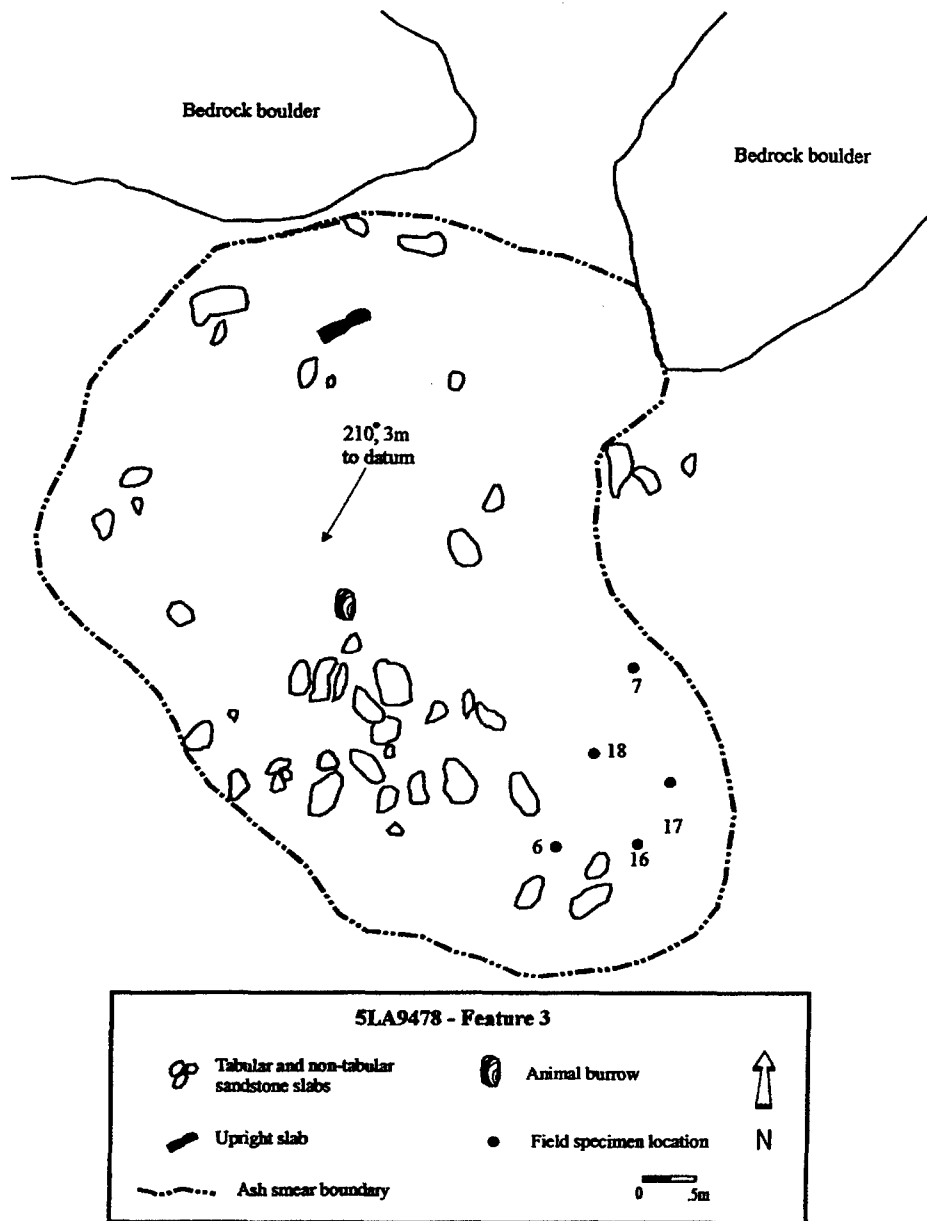 Bedrock boulder
Bedrock boulder
210°, 3m
to datum
7
18
17
6
16
5LA9478 - Feature 3
Tabular and non-tabular
sandstone slabs
Animal burrow
Upright slab
Field specimen location
N
Ash smear boundary
0 .5m